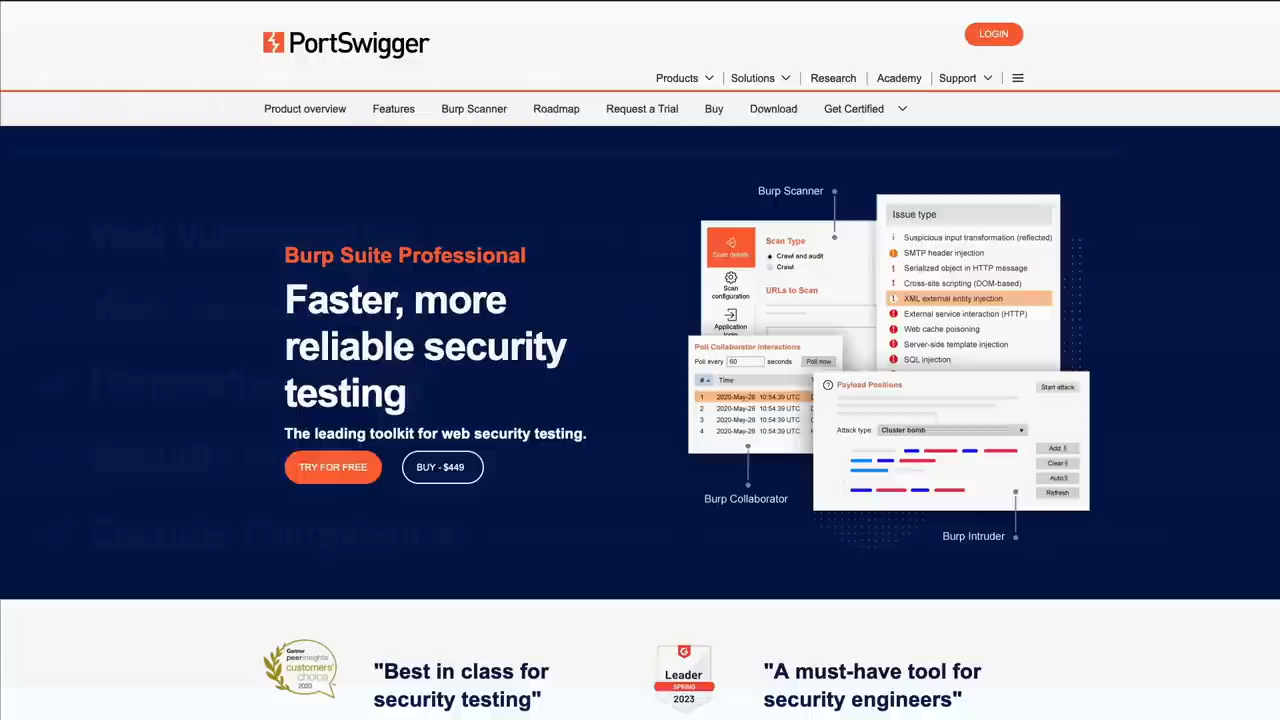 PortSwigger
LOGIN
Products
Solutions
Research
Academy
Support
Product overview
Features
Burp Scanner
Roadmap
Request a Trial
Buy
Download
Get Certified
Burp Suite Professional
Faster, more
reliable security
testing
The leading toolkit for web security testing.
TRY FOR FREE
BUY - $449
Burp Scanner
Scan details
Scan
configuration
Application
login
Scan Type
Crawl and audit
Crawl
URLs to Scan
Issue type
Suspicious input transformation (reflected)
SMTP header injection
Serialized object in HTTP message
Cross-site scripting (DOM-based)
XML external entity injection
External service interaction (HTTP)
Web cache poisoning
Server-side template injection
SQL injection
Poll Collaborator interactions
Poll every 60 seconds Poll now
# Time
1 2020-May-28 10:54:39 UTC
2 2020-May-28 10:54:39 UTC
3 2020-May-28 10:54:39 UTC
4 2020-May-28 10:54:39 UTC
Burp Collaborator
? Payload Positions
Start attack
Attack type: Cluster bomb
Add §
Clear §
Auto §
Refresh
Burp Intruder
Gartner
peerinsights
customers'
choice
2020
"Best in class for
security testing"
G
Leader
SPRING
2023
"A must-have tool for
security engineers"